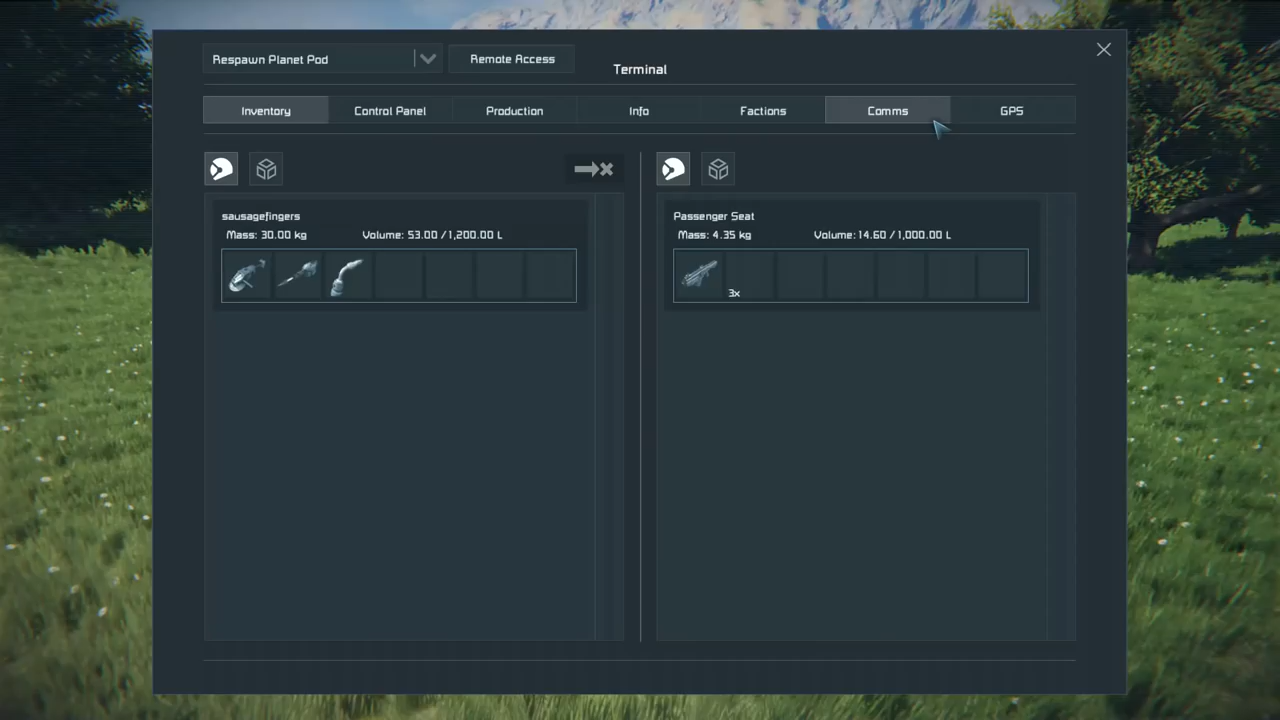 Respawn Planet Pod
Remote Access
Terminal
Inventory
Control Panel
Production
Info
Factions
Comms
GPS
sausagefingers
Mass: 30.00 kg
Volume: 53.00 / 1,200.00 L
Passenger Seat
Mass: 4.35 kg
Volume: 14.60 / 1,000.00 L
3x